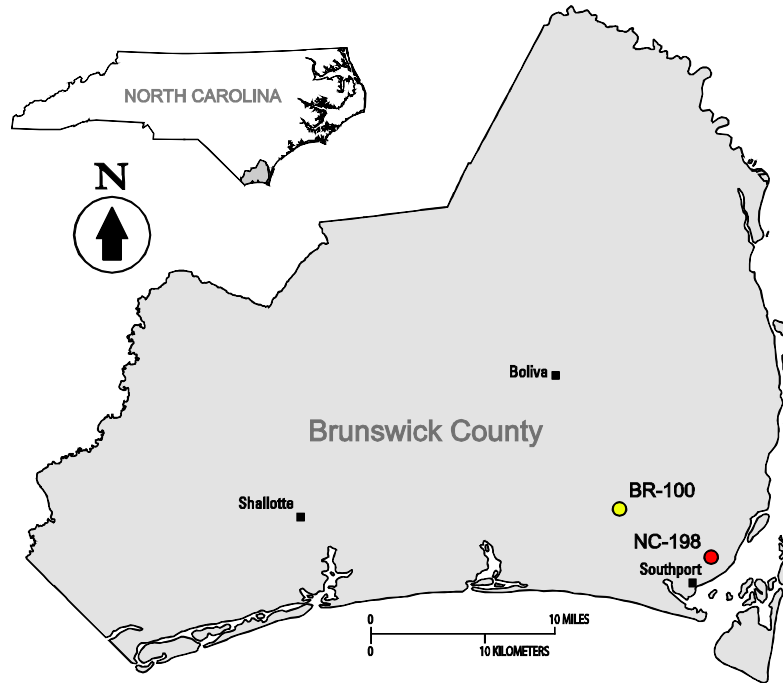 NORTH CAROLINA
N
Boliva
Brunswick County
BR-100
Shallotte
NC-198
Southport
0 10 MILES
0 10 KILOMETERS